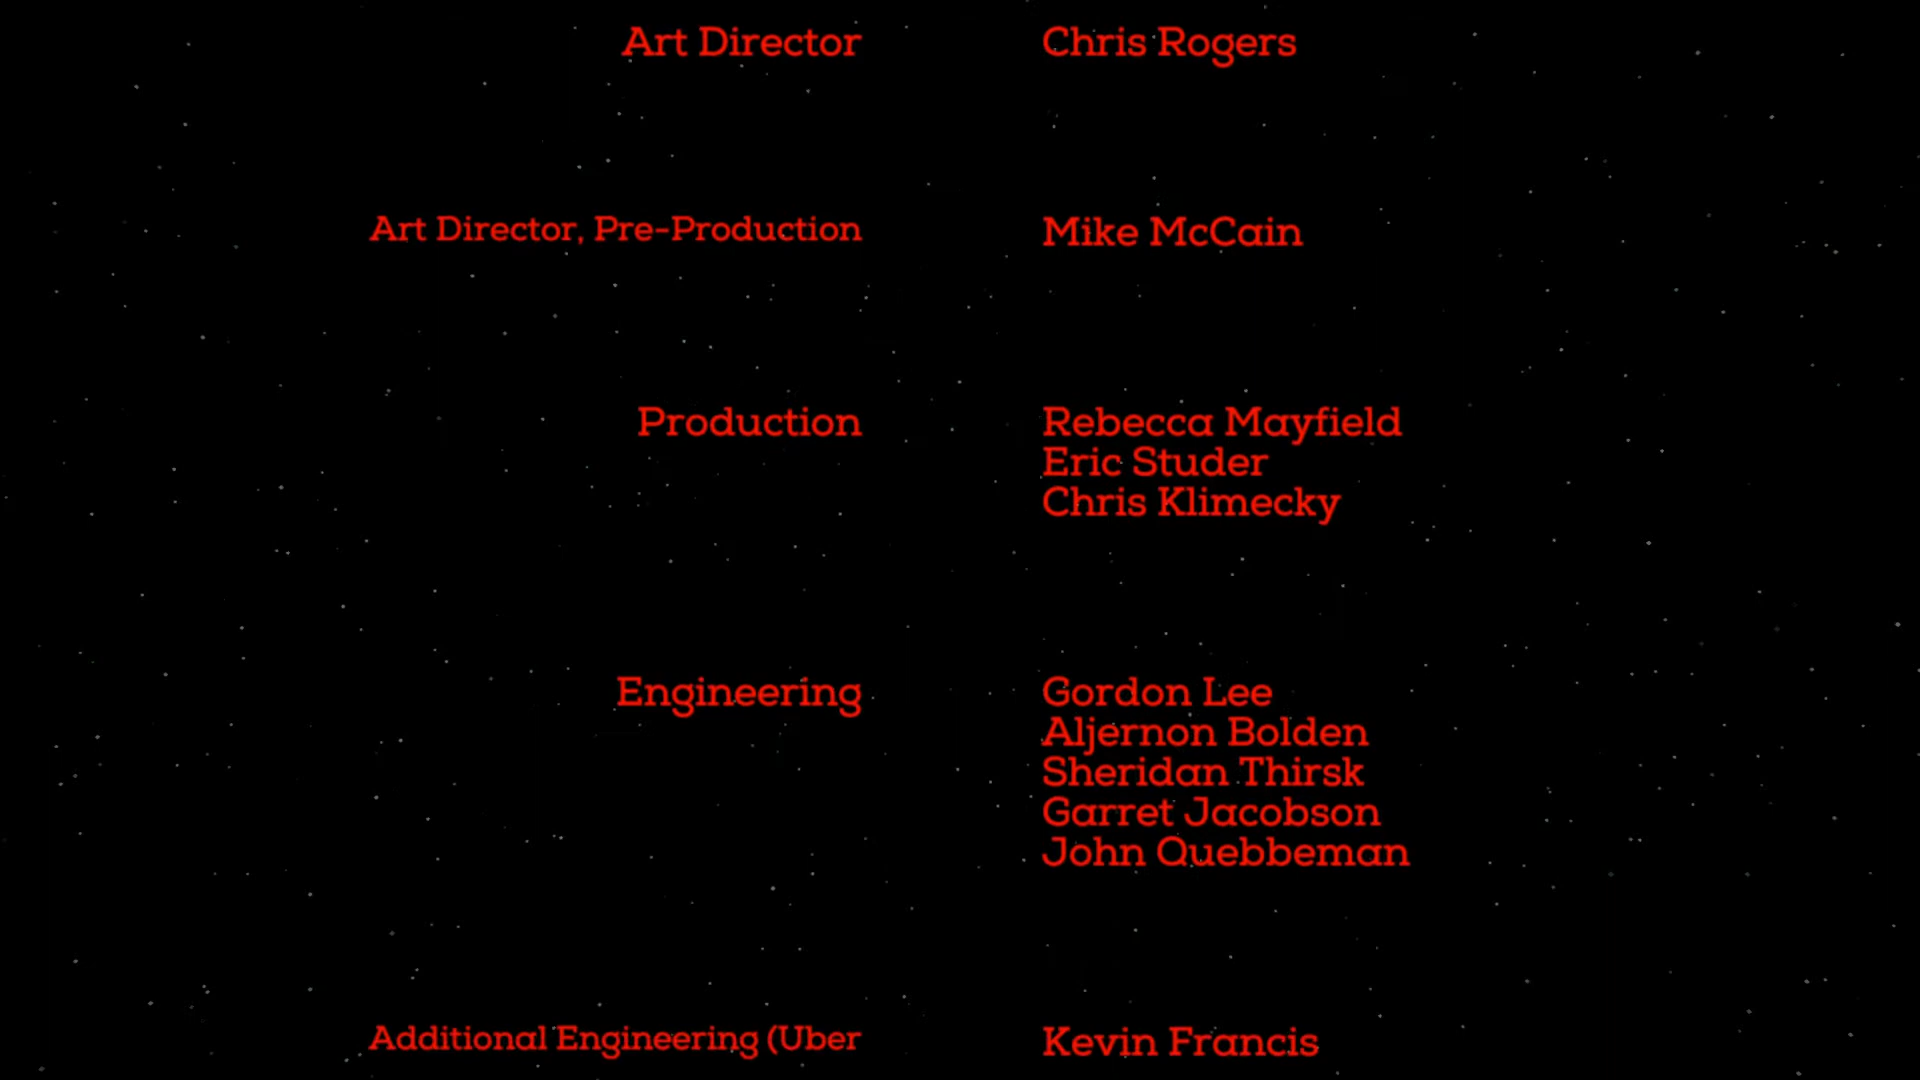 Art Director Chris Rogers
Art Director, Pre-Production Mike McCain
Production Rebecca Mayfield
Eric Studer
Chris Klimecky
Engineering Gordon Lee
Aljernon Bolden
Sheridan Thirsk
Garret Jacobson
John Quebbeman
Additional Engineering (Uber Kevin Francis